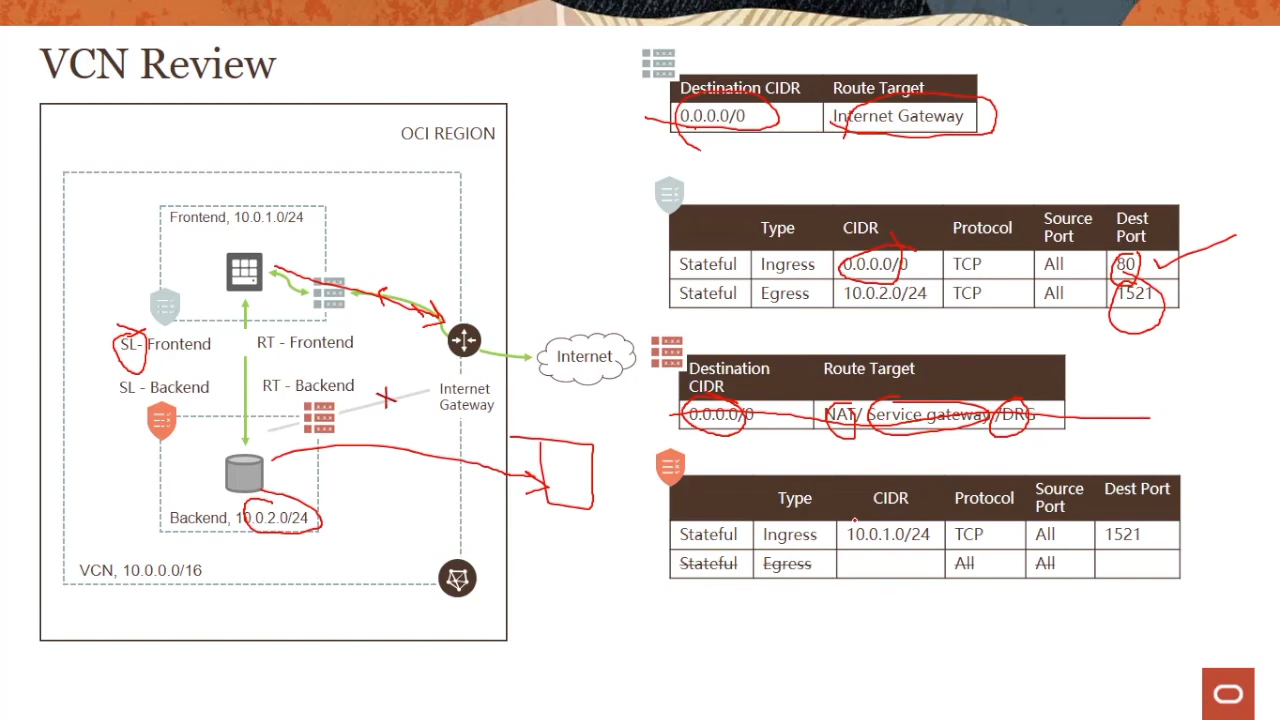 VCN Review
OCI REGION
Frontend, 10.0.1.0/24
SL- Frontend
RT - Frontend
SL - Backend
RT - Backend
Internet
Gateway
Internet
Backend, 10.0.2.0/24
VCN, 10.0.0.0/16
Destination CIDR Route Target
0.0.0.0/0 Internet Gateway
Type CIDR Protocol Source Port Dest Port
Stateful Ingress 0.0.0.0/0 TCP All 80
Stateful Egress 10.0.2.0/24 TCP All 1521
Destination CIDR Route Target
0.0.0.0/0 NAT/ Service gateway /DRG
Type CIDR Protocol Source Port Dest Port
Stateful Ingress 10.0.1.0/24 TCP All 1521
Stateful Egress All All